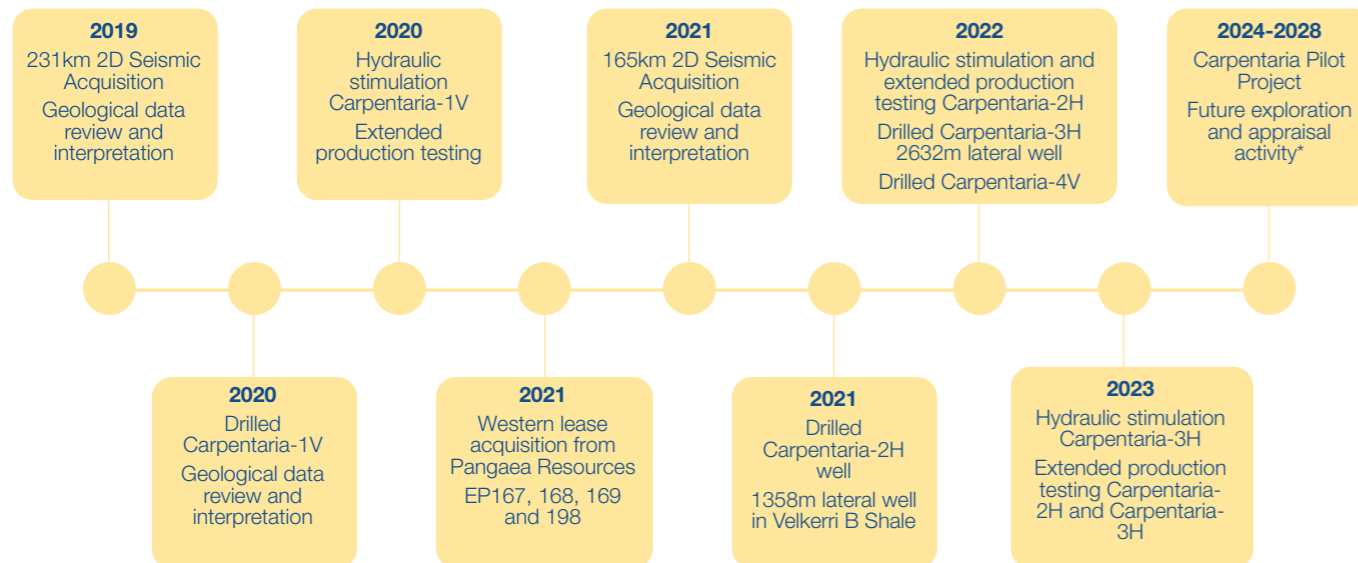 2019
231km 2D Seismic
Acquisition
Geological data
review and
interpretation
2020
Drilled
Carpentaria-1V
Geological data
review and
interpretation
2020
Hydraulic
stimulation
Carpentaria-1V
Extended
production testing
2021
Western lease
acquisition from
Pangaea Resources
EP167, 168, 169
and 198
2021
165km 2D Seismic
Acquisition
Geological data
review and
interpretation
2021
Drilled
Carpentaria-2H
well
1358m lateral well
in Velkerri B Shale
2022
Hydraulic stimulation and
extended production
testing Carpentaria-2H
Drilled Carpentaria-3H
2632m lateral well
Drilled Carpentaria-4V
2023
Hydraulic stimulation
Carpentaria-3H
Extended production
testing Carpentaria-
2H and Carpentaria-
3H
2024-2028
Carpentaria Pilot
Project
Future exploration
and appraisal
activity*